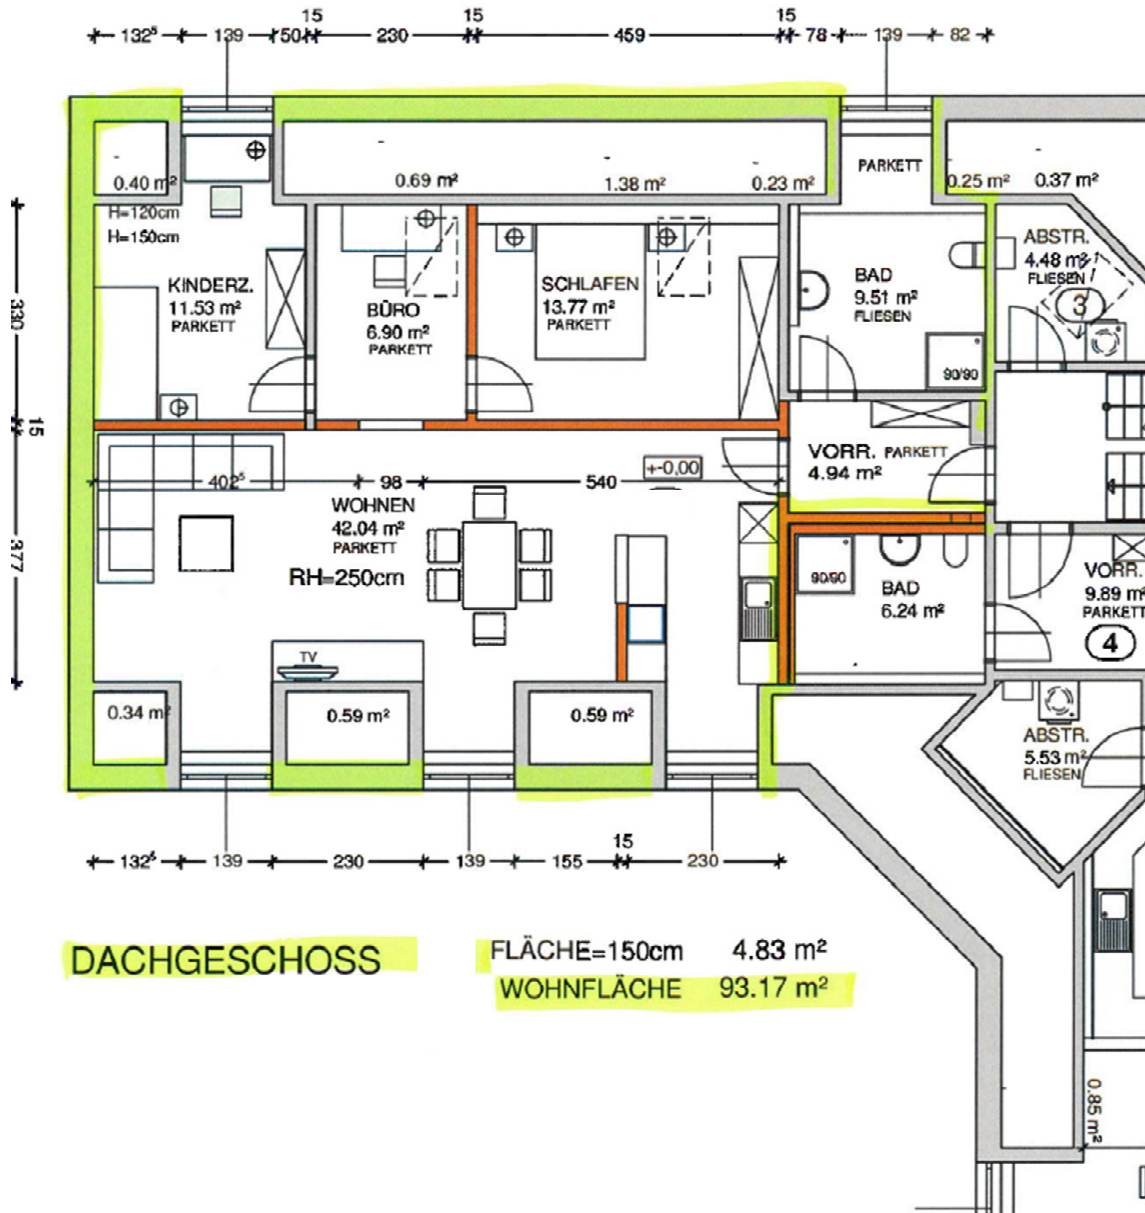 15 15 15
132⁵ 139 50 230 459 78 139 82
PARKETT
0.40 m² 0.69 m² 1.38 m² 0.23 m² 0.25 m² 0.37 m²
H=120cm
H=150cm
KINDERZ.
11.53 m²
PARKETT
BÜRO
6.90 m²
PARKETT
SCHLAFEN
13.77 m²
PARKETT
BAD
9.51 m²
FLIESEN
90/90
ABSTR.
4.48 m²
FLIESEN
3
330
15
377
VORR. PARKETT
4.94 m²
+-0,00
402⁵ 98 540
WOHNEN
42.04 m²
PARKETT
RH=250cm
TV
90/90
BAD
6.24 m²
VORR.
9.89 m²
PARKETT
4
0.34 m² 0.59 m² 0.59 m²
ABSTR.
5.53 m²
FLIESEN
15
132⁵ 139 230 139 155 230
DACHGESCHOSS
FLÄCHE=150cm 4.83 m²
WOHNFLÄCHE 93.17 m²
0.85 m²